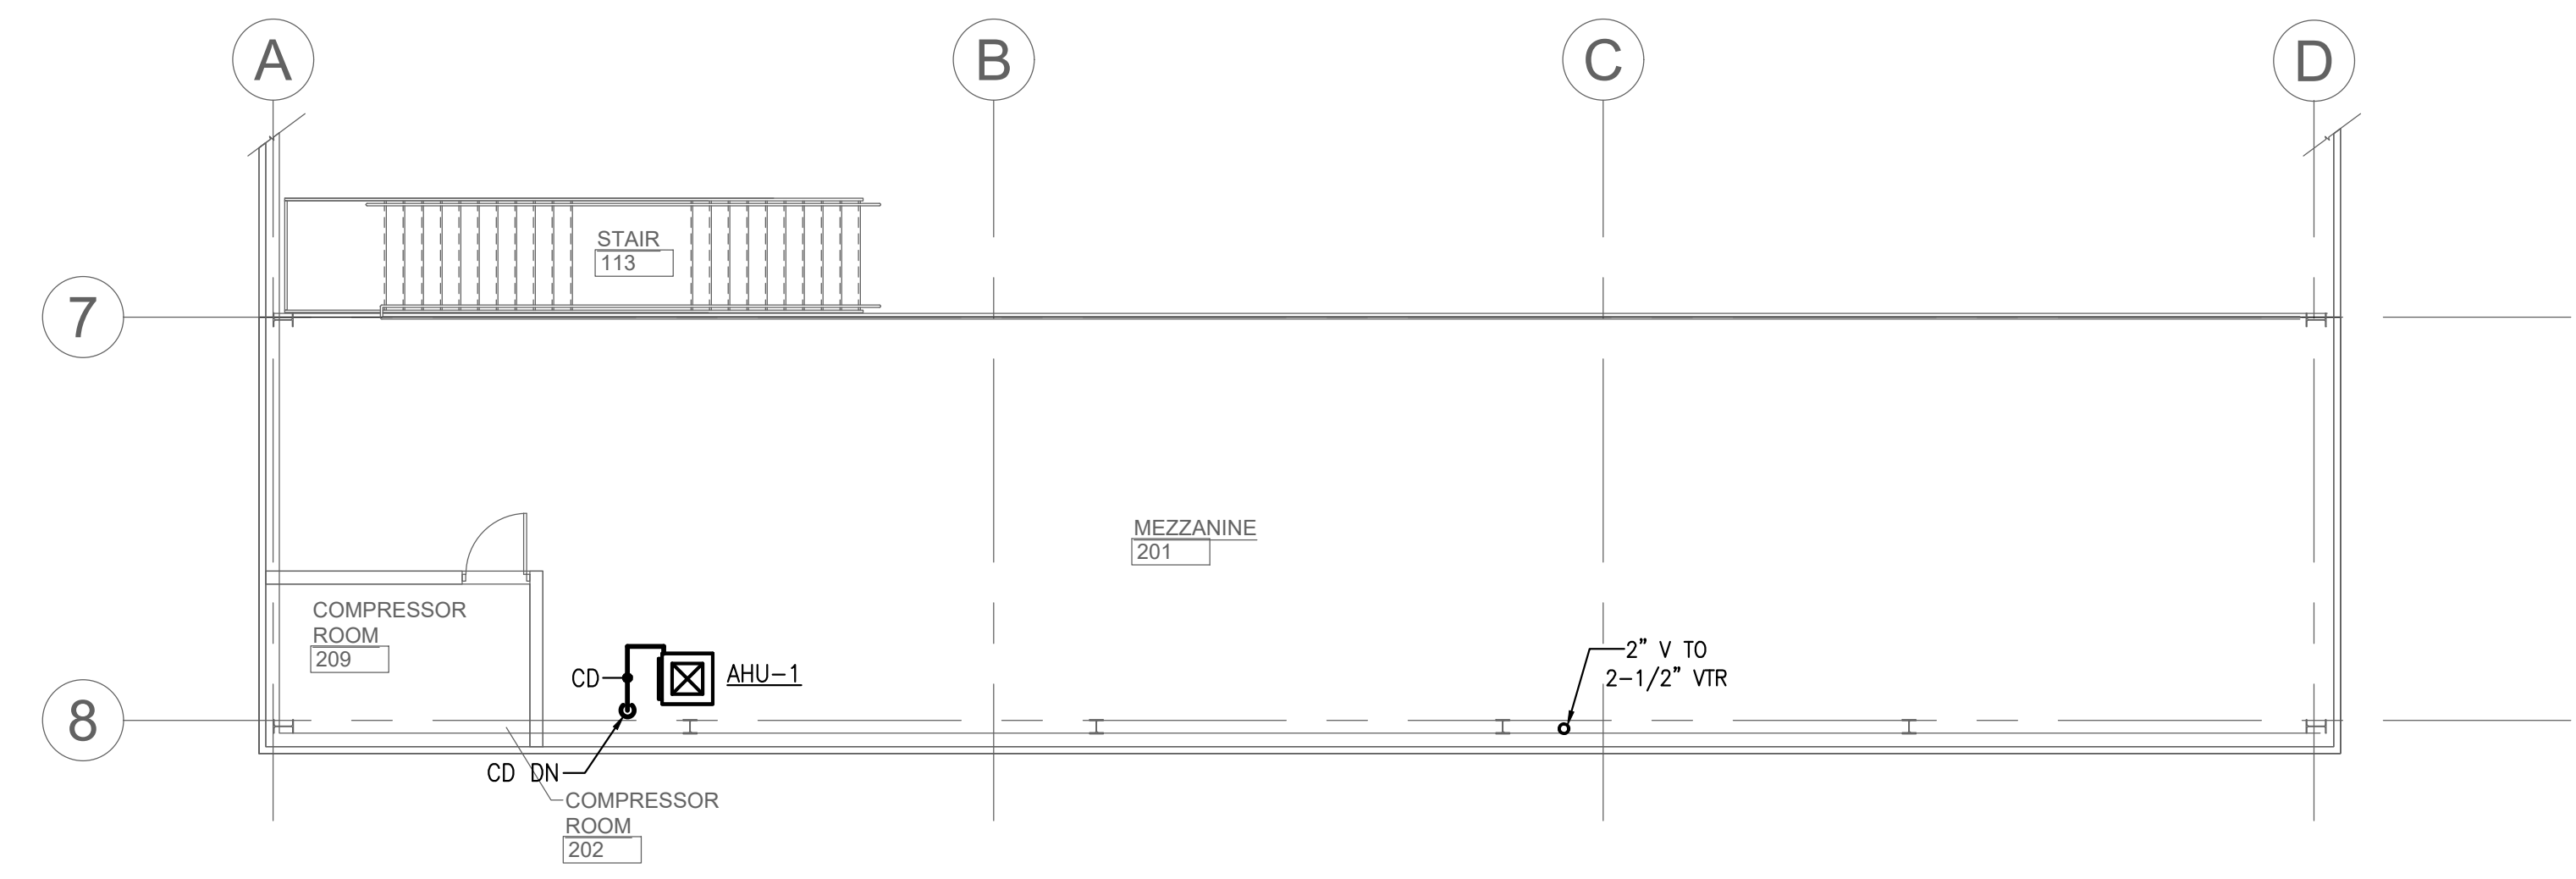 A
B
C
D
STAIR
113
7
MEZZANINE
201
COMPRESSOR
ROOM
209
CD
AHU-1
2" V TO
2-1/2" VTR
8
CD DN
COMPRESSOR
ROOM
202